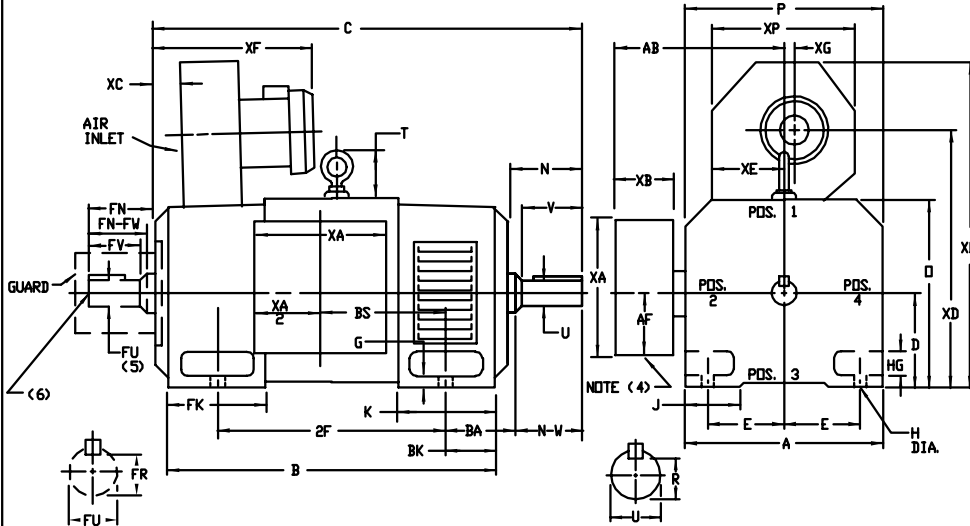 C
P
XF
XP
AB
XG
XC
AIR
INLET
T
N
XE
XB
V
FN
FN-FW
FV
XA
POS. 1
O
XD
GUARD
XA
POS.
2
POS.
4
XA
2
BS
AF
U
D
G
FU
(5)
HG
(6)
NOTE (4)
POS. 3
J
FK
K
E
E
H
DIA.
2F
BA
N-W
A
BK
B
FR
R
FU
U